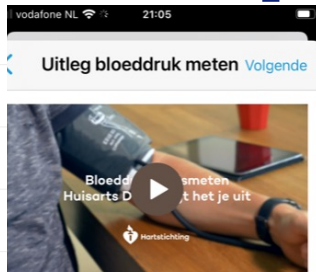 vodafone NL 21:05
Uitleg bloeddruk meten Volgende
Huisarts het je uit
Hartstichting